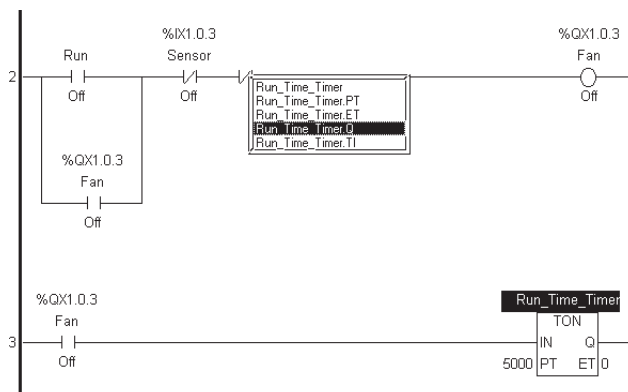 %IX1.0.3
%QX1.0.3
Run
Sensor
Fan
2
Off
Off
Off
Run_Time_Timer
Run_Time_Timer.PT
Run_Time_Timer.ET
Run_Time_Timer.Q
Run_Time_Timer.TI
%QX1.0.3
Fan
Off
%QX1.0.3
Run_Time_Timer
Fan
TON
3
IN Q
Off
5000 PT ET 0